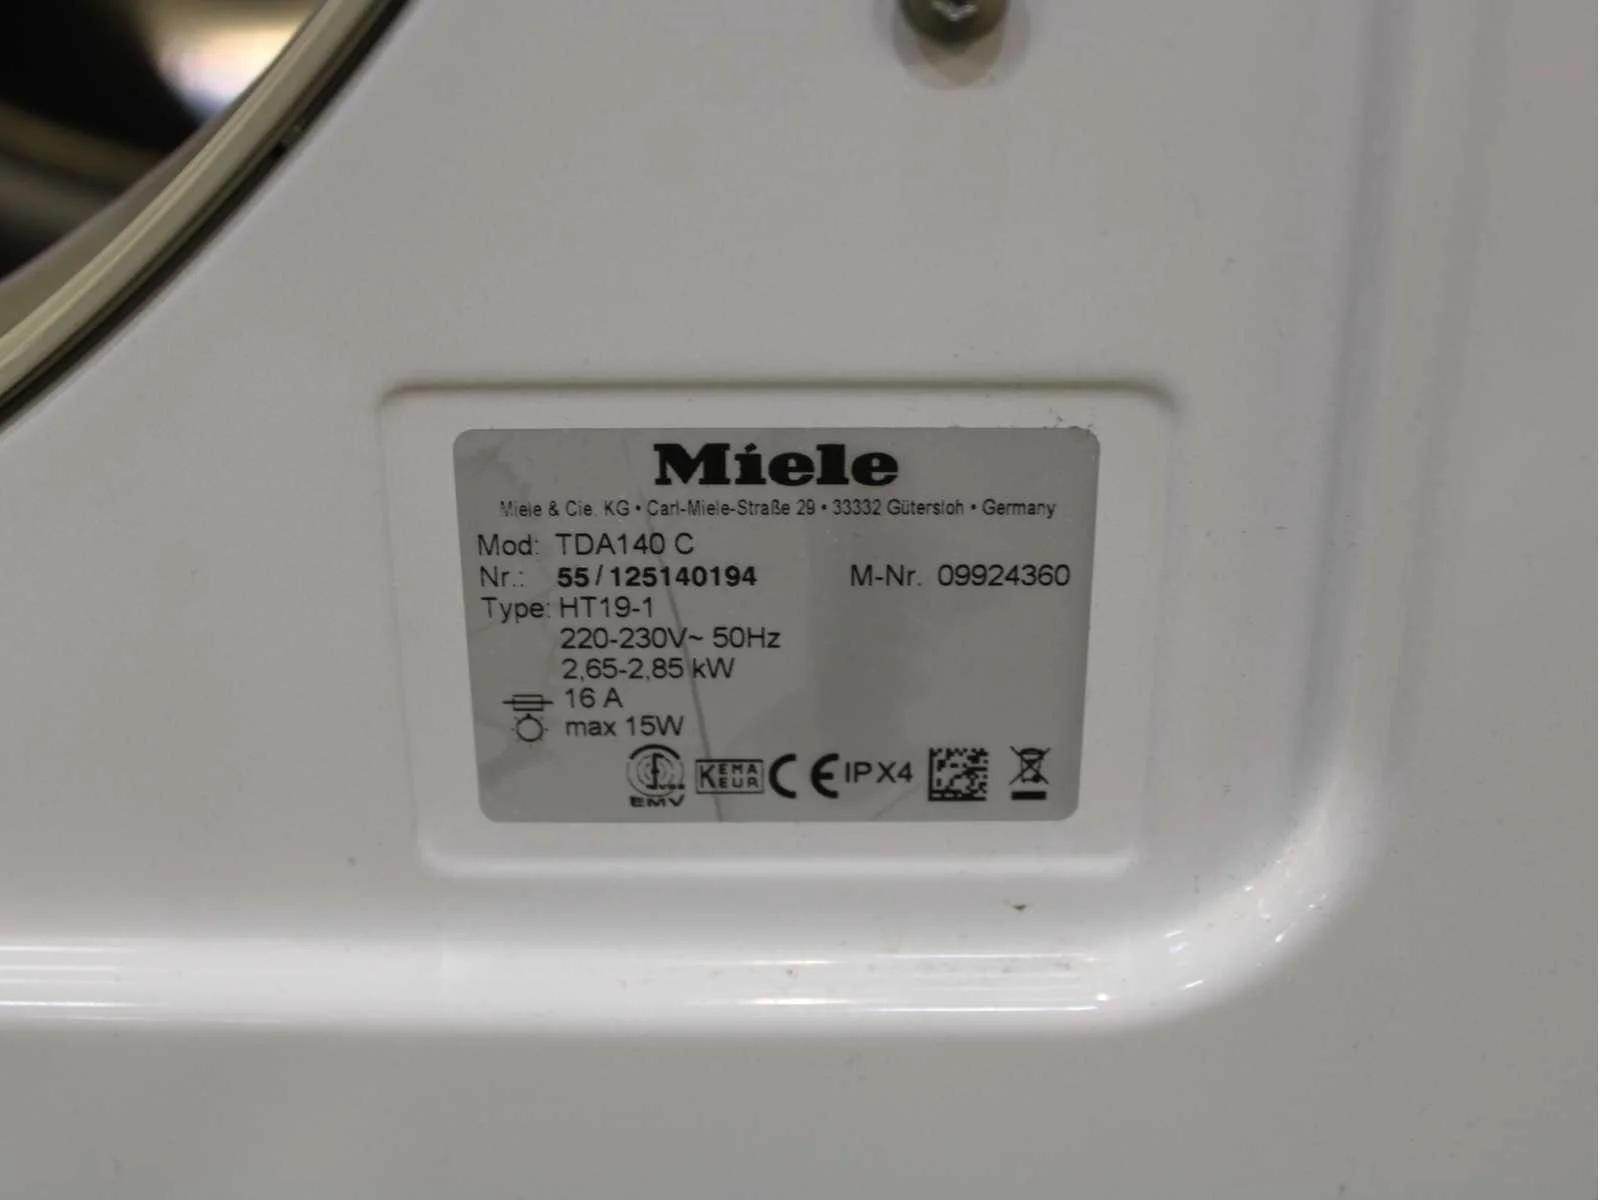 Miele
Miele & Cie. KG • Carl-Miele-Straße 29 • 33332 Gütersloh • Germany
Mod: TDA140 C
Nr.: 55 / 125140194 M-Nr. 09924360
Type: HT19-1
220-230V~ 50Hz
2,65-2,85 kW
16 A
max 15W
EMV KEMA KEUR CE IPX4